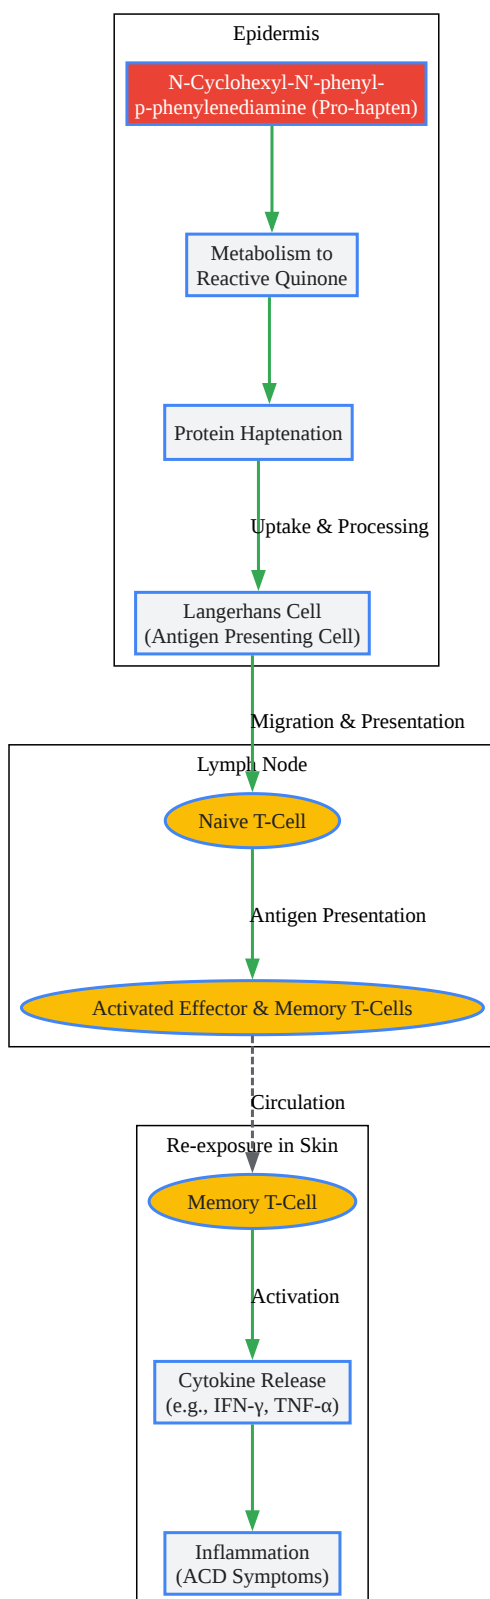 Epidermis
N-Cyclohexyl-N'-phenyl-
p-phenylenediamine (Pro-hapten)
Metabolism to
Reactive Quinone
Protein Haptenation
Uptake & Processing
Langerhans Cell
(Antigen Presenting Cell)
Migration & Presentation
Lymph Node
Naive T-Cell
Antigen Presentation
Activated Effector & Memory T-Cells
Circulation
Re-exposure in Skin
Memory T-Cell
Activation
Cytokine Release
(e.g., IFN-γ, TNF-α)
Inflammation
(ACD Symptoms)